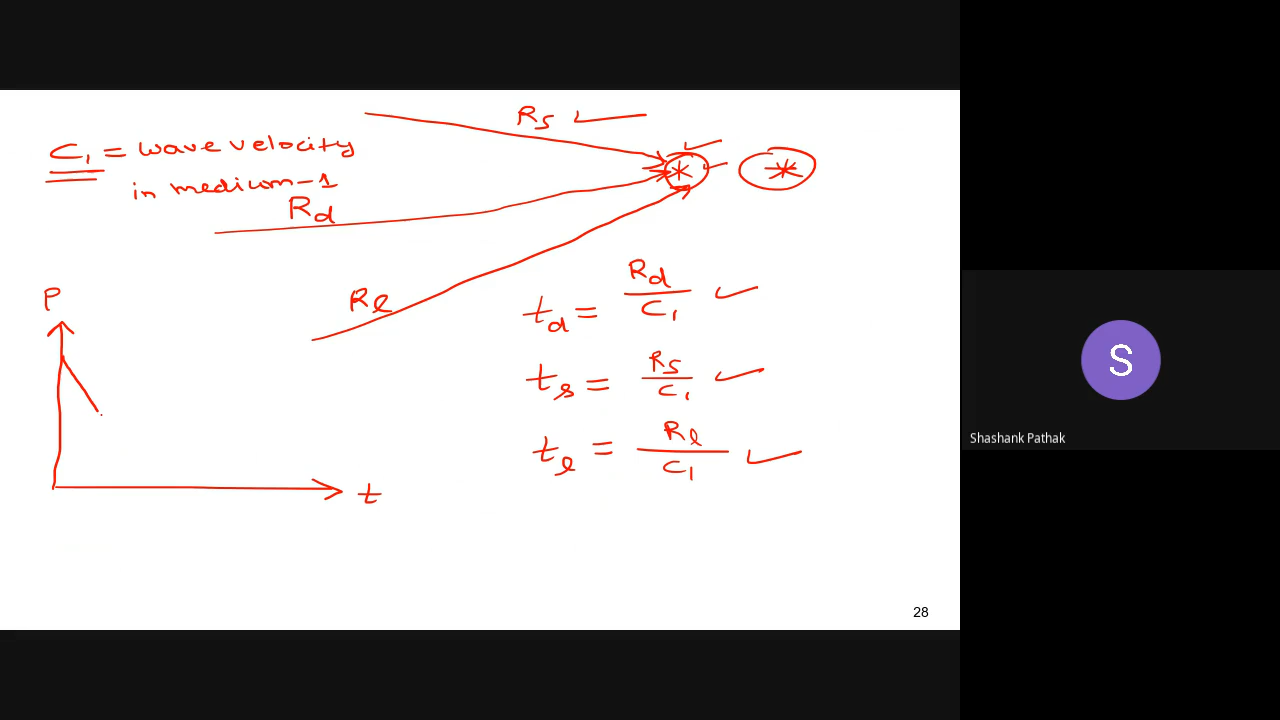 Rs
C1 = wave velocity
in medium-1
Rd
Rl
P
t
td = Rd/C1
ts = Rs/C1
tl = Rl/C1
28
S
Shashank Pathak